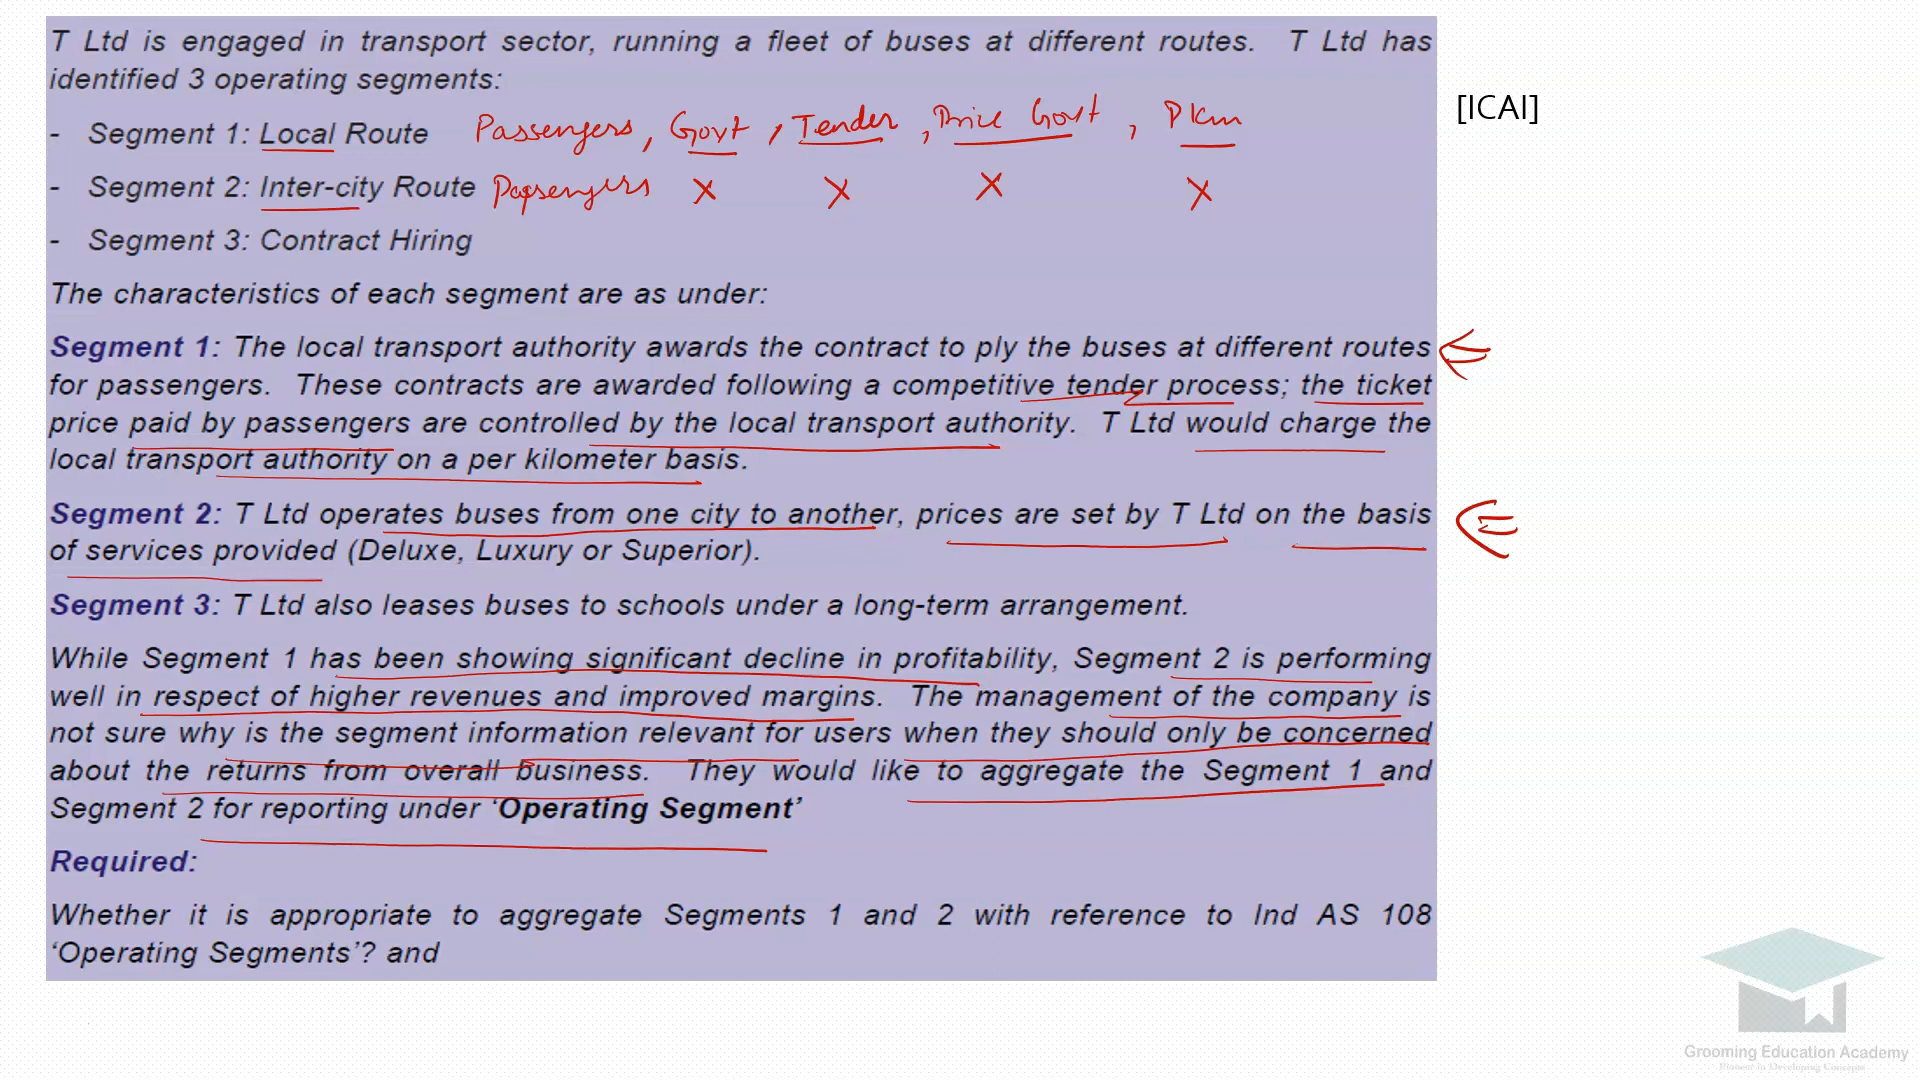 T Ltd is engaged in transport sector, running a fleet of buses at different routes. T Ltd has
identified 3 operating segments:
[ICAI]
- Segment 1: Local Route Passengers, Govt, Tender, Price Govt, Pkm
- Segment 2: Inter-city Route Passengers X X X X
- Segment 3: Contract Hiring
The characteristics of each segment are as under:
Segment 1: The local transport authority awards the contract to ply the buses at different routes
for passengers. These contracts are awarded following a competitive tender process; the ticket
price paid by passengers are controlled by the local transport authority. T Ltd would charge the
local transport authority on a per kilometer basis.
Segment 2: T Ltd operates buses from one city to another, prices are set by T Ltd on the basis
of services provided (Deluxe, Luxury or Superior).
Segment 3: T Ltd also leases buses to schools under a long-term arrangement.
While Segment 1 has been showing significant decline in profitability, Segment 2 is performing
well in respect of higher revenues and improved margins. The management of the company is
not sure why is the segment information relevant for users when they should only be concerned
about the returns from overall business. They would like to aggregate the Segment 1 and
Segment 2 for reporting under ‘Operating Segment’
Required:
Whether it is appropriate to aggregate Segments 1 and 2 with reference to Ind AS 108
‘Operating Segments’? and
Grooming Education Academy
Pioneer in Developing Concepts